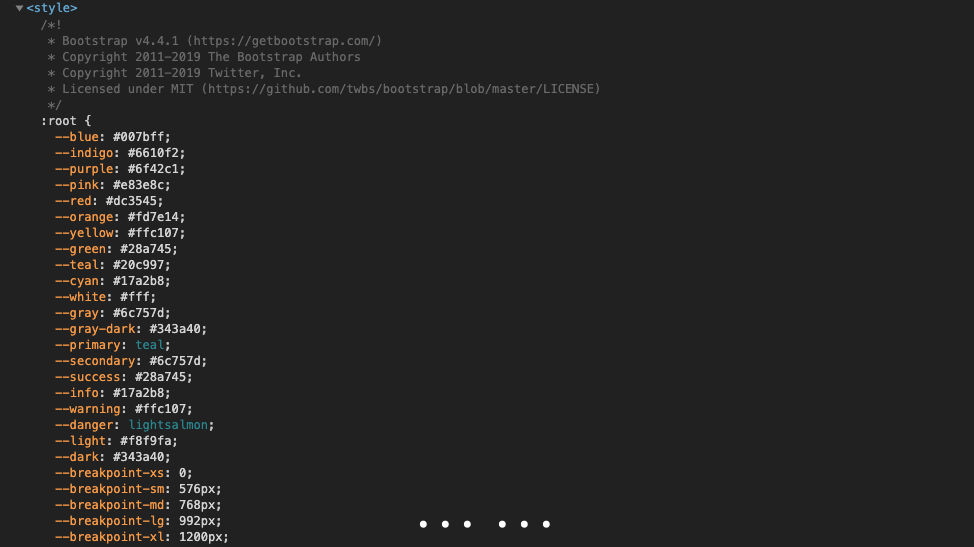 <style>
/*!
* Bootstrap v4.4.1 (https://getbootstrap.com/)
* Copyright 2011-2019 The Bootstrap Authors
* Copyright 2011-2019 Twitter, Inc.
* Licensed under MIT (https://github.com/twbs/bootstrap/blob/master/LICENSE)
*/
:root {
--blue: #007bff;
--indigo: #6610f2;
--purple: #6f42c1;
--pink: #e83e8c;
--red: #dc3545;
--orange: #fd7e14;
--yellow: #ffc107;
--green: #28a745;
--teal: #20c997;
--cyan: #17a2b8;
--white: #fff;
--gray: #6c757d;
--gray-dark: #343a40;
--primary: teal;
--secondary: #6c757d;
--success: #28a745;
--info: #17a2b8;
--warning: #ffc107;
--danger: lightsalmon;
--light: #f8f9fa;
--dark: #343a40;
--breakpoint-xs: 0;
--breakpoint-sm: 576px;
--breakpoint-md: 768px;
--breakpoint-lg: 992px;
--breakpoint-xl: 1200px;